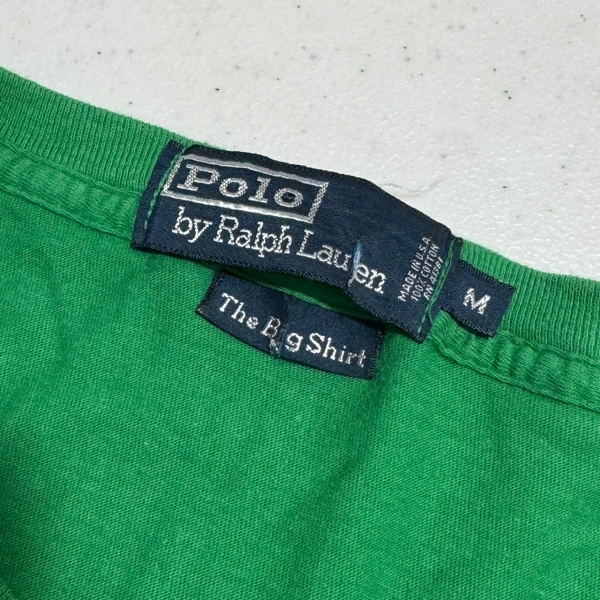 Polo
by Ralph Lauren
MADE IN U.S.A.
100% COTTON
M
The Big Shirt